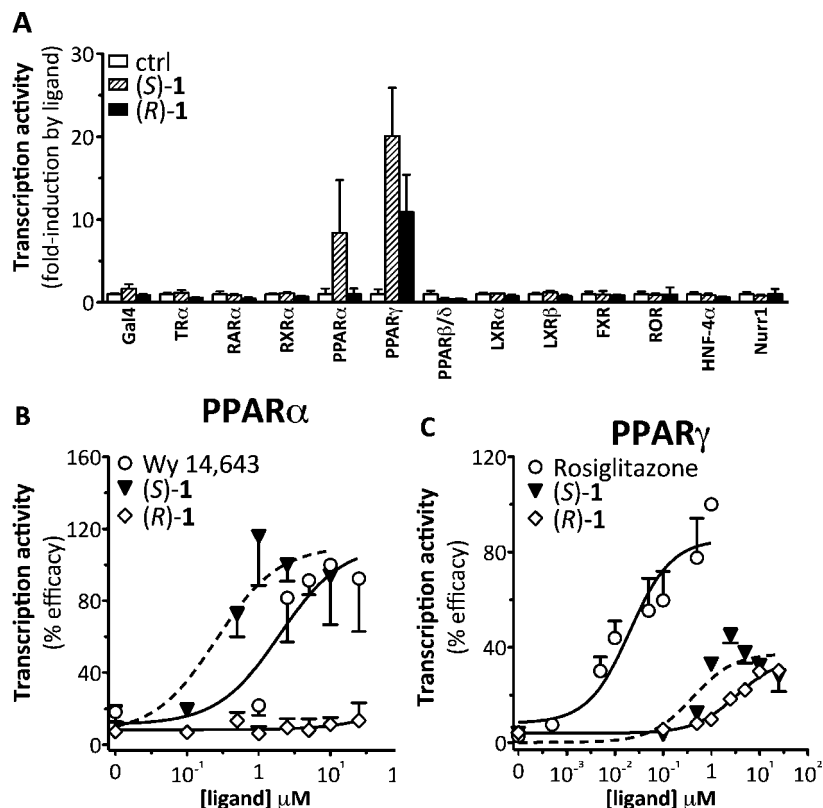 A
Transcription activity
(fold-induction by ligand)
30
20
10
0
ctrl
(S)-1
(R)-1
Gal4
TRα
RARα
RXRα
PPARα
PPARγ
PPARβ/δ
LXRα
LXRβ
FXR
ROR
HNF-4α
Nurr1
B
PPARα
Transcription activity
(% efficacy)
160
120
80
40
0
Wy 14,643
(S)-1
(R)-1
0
10⁻¹
1
10¹
1
[ligand] μM
C
PPARγ
Transcription activity
(% efficacy)
120
80
40
0
Rosiglitazone
(S)-1
(R)-1
0
10⁻³
10⁻²
10⁻¹
1
10¹
10²
[ligand] μM